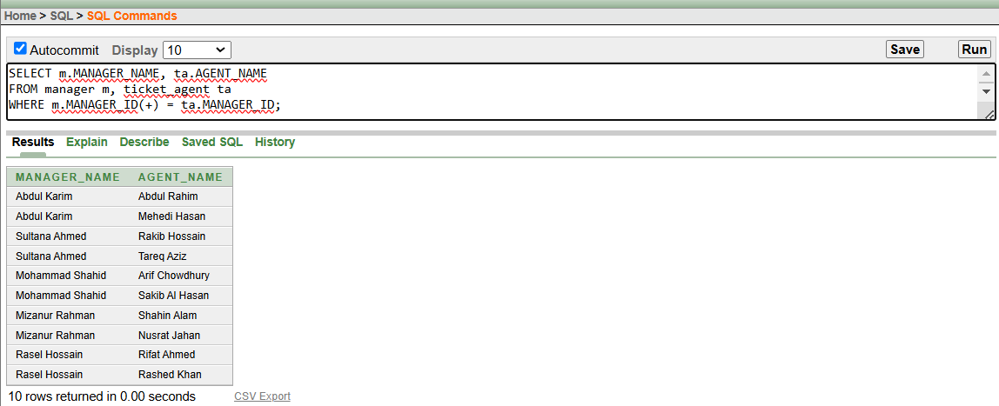 Home > SQL > SQL Commands
Autocommit Display 10 Save Run
SELECT m.MANAGER_NAME, ta.AGENT_NAME
FROM manager m, ticket_agent ta
WHERE m.MANAGER_ID(+) = ta.MANAGER_ID;
Results Explain Describe Saved SQL History
MANAGER_NAME AGENT_NAME
Abdul Karim Abdul Rahim
Abdul Karim Mehedi Hasan
Sultana Ahmed Rakib Hossain
Sultana Ahmed Tareq Aziz
Mohammad Shahid Arif Chowdhury
Mohammad Shahid Sakib Al Hasan
Mizanur Rahman Shahin Alam
Mizanur Rahman Nusrat Jahan
Rasel Hossain Rifat Ahmed
Rasel Hossain Rashed Khan
10 rows returned in 0.00 seconds CSV Export